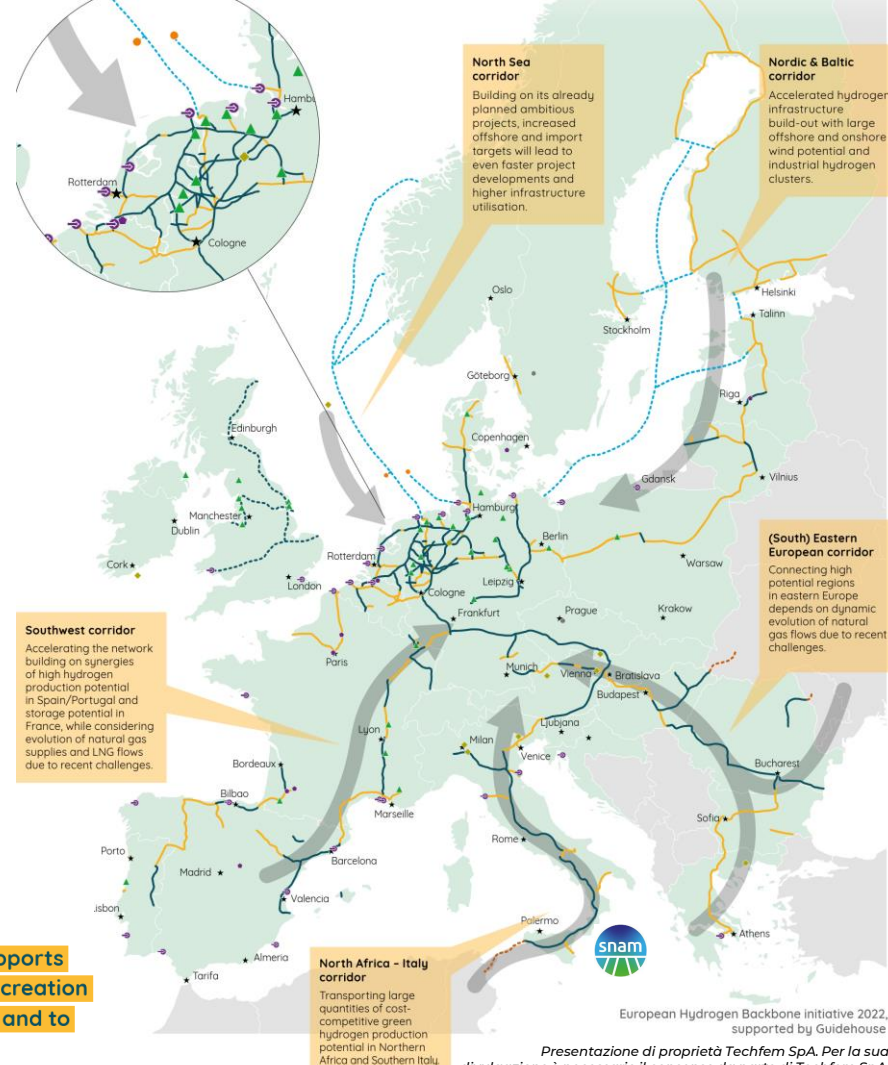 Hamb
Rotterdam
Cologne
North Sea
corridor
Building on its already
planned ambitious
projects, increased
offshore and import
targets will lead to
even faster project
developments and
higher infrastructure
utilisation.
Nordic & Baltic
corridor
Accelerated hydrogen
infrastructure
build-out with large
offshore and onshore
wind potential and
industrial hydrogen
clusters.
Oslo
Helsinki
Stockholm
Talinn
Göteborg
Riga
Edinburgh
Copenhagen
Gdansk
Vilnius
Manchester
Dublin
Hamburg
Berlin
Rotterdam
Warsaw
Cork
London
Leipzig
Cologne
Frankfurt
Prague
Krakow
(South) Eastern
European corridor
Connecting high
potential regions
in eastern Europe
depends on dynamic
evolution of natural
gas flows due to recent
challenges.
Southwest corridor
Accelerating the network
building on synergies
of high hydrogen
production potential
in Spain/Portugal and
storage potential in
France, while considering
evolution of natural gas
supplies and LNG flows
due to recent challenges.
Paris
Munich
Vienna
Bratislava
Budapest
Ljubjana
Lyon
Milan
Venice
Bordeaux
Bucharest
Bilbao
Marseille
Sofia
Porto
Rome
Barcelona
Madrid
Valencia
isbon
Palermo
Athens
Almeria
Tarifa
snam
North Africa – Italy
corridor
Transporting large
quantities of cost-
competitive green
hydrogen production
potential in Northern
Africa and Southern Italy.
pports
creation
and to
European Hydrogen Backbone initiative 2022,
supported by Guidehouse
Presentazione di proprietà Techfem SpA. Per la sua